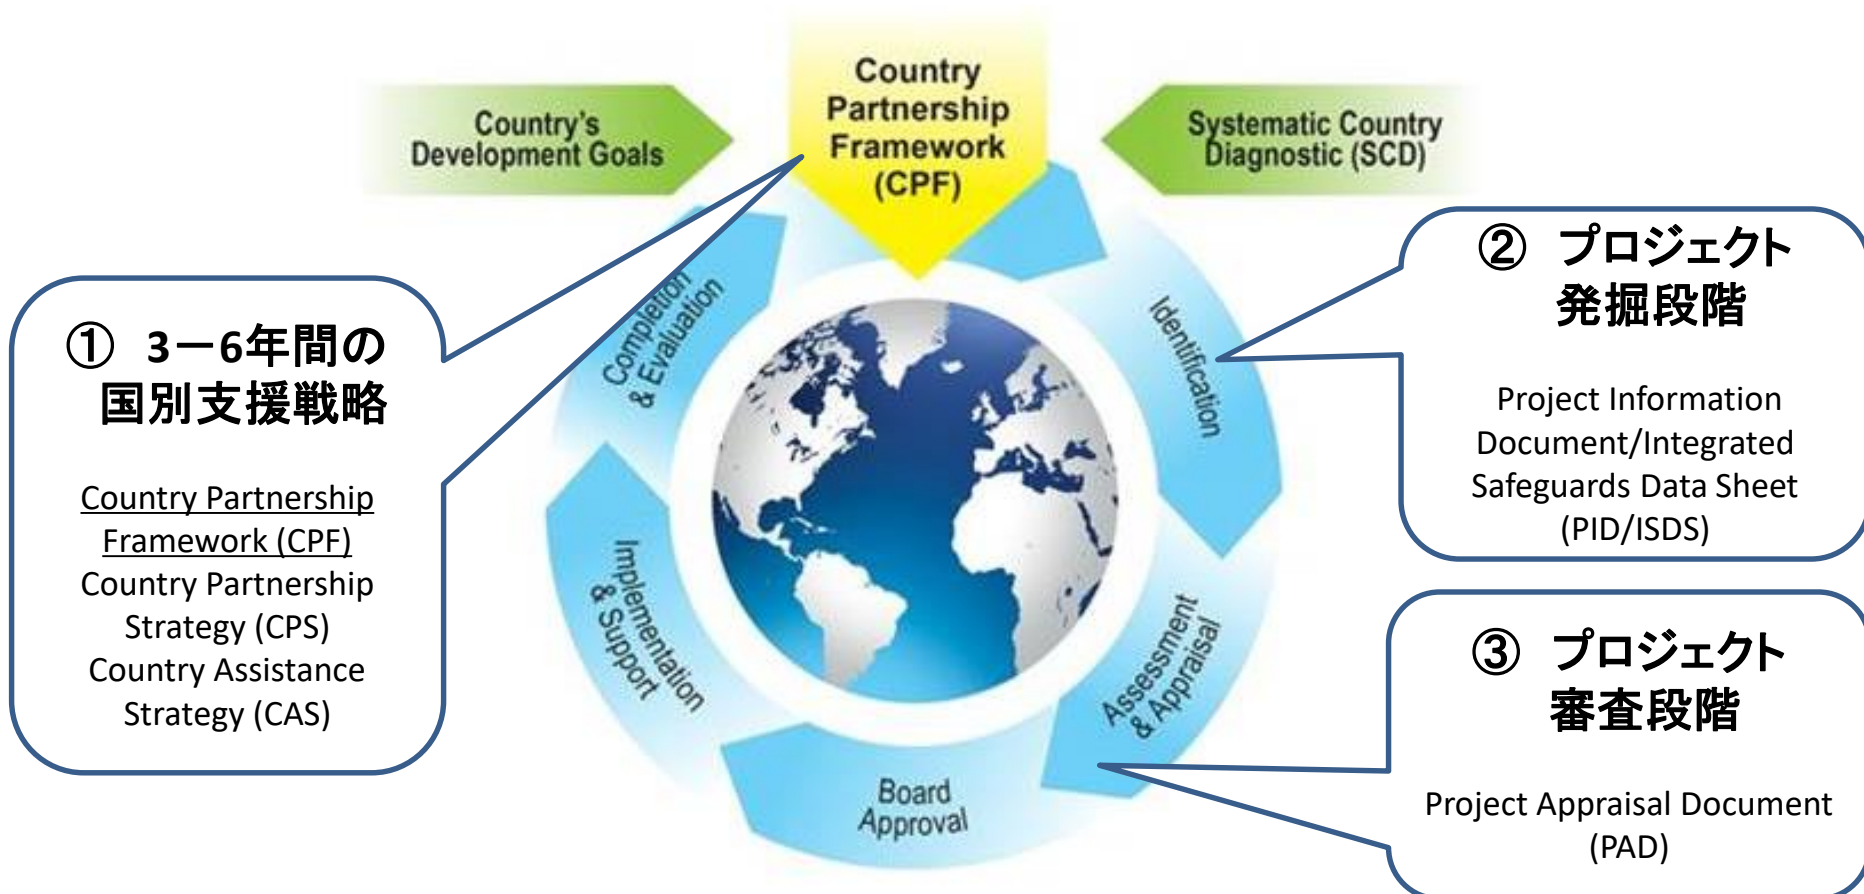 Country
Partnership
Framework
(CPF)
Country's
Development Goals
Systematic Country
Diagnostic (SCD)
① 3－6年間の
国別支援戦略
Country Partnership
Framework (CPF)
Country Partnership
Strategy (CPS)
Country Assistance
Strategy (CAS)
② プロジェクト
発掘段階
Project Information
Document/Integrated
Safeguards Data Sheet
(PID/ISDS)
③ プロジェクト
審査段階
Project Appraisal Document
(PAD)
Identification
Assessment
& Appraisal
Board
Approval
Implementation
& Support
Completion
& Evaluation